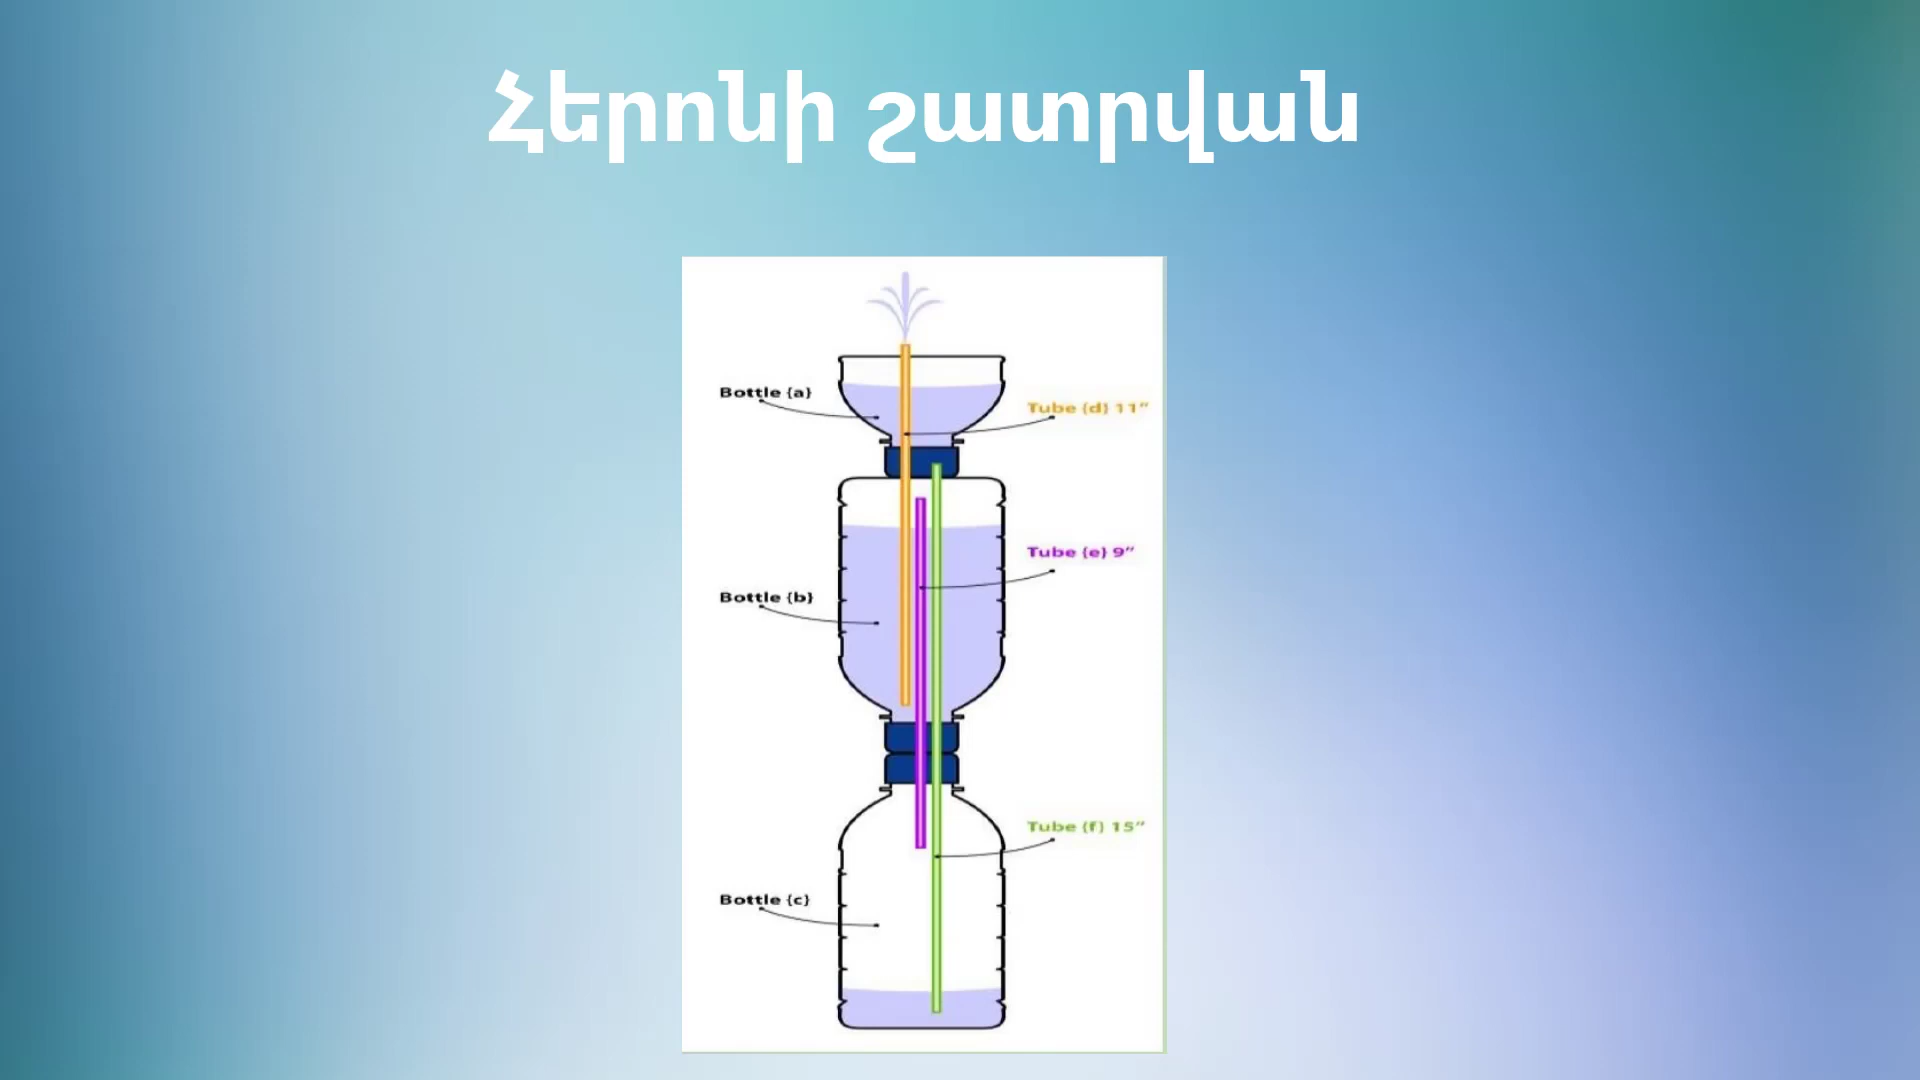 Հերոնի շատրվան
Bottle {a}
Tube {d} 11”
Tube {e} 9”
Bottle {b}
Tube {f} 15”
Bottle {c}